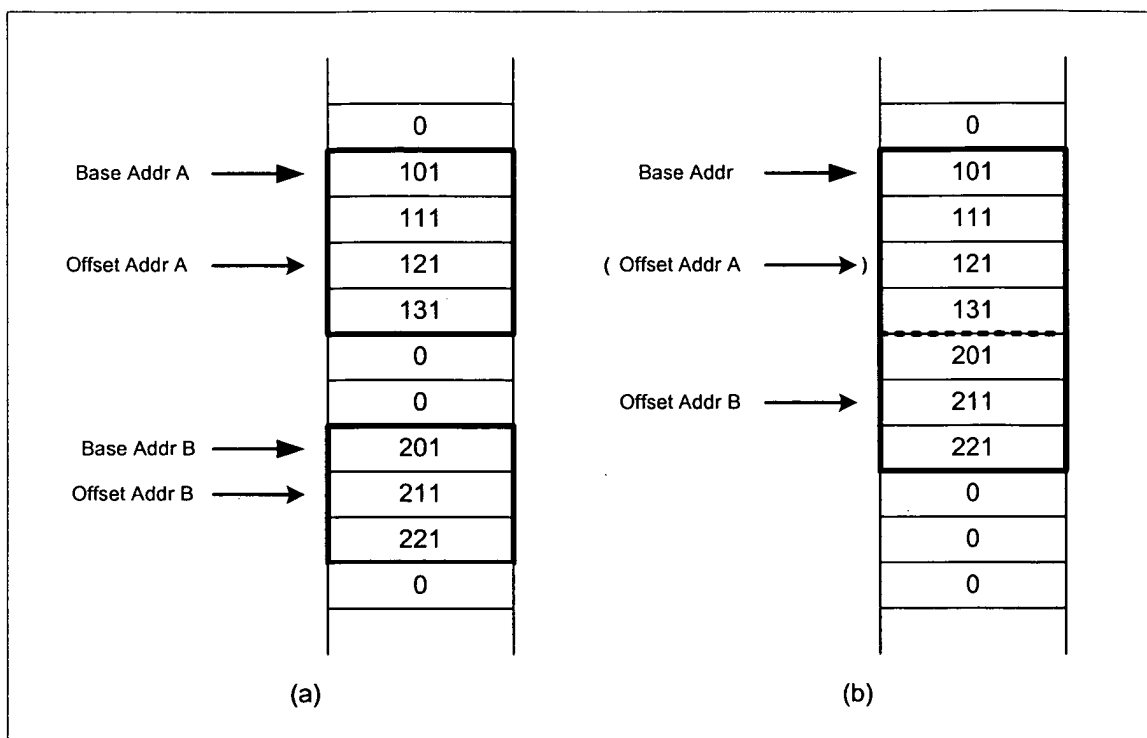 0
Base Addr A
101
111
Offset Addr A
121
131
0
0
Base Addr B
201
Offset Addr B
211
221
0
(a)
0
Base Addr
101
111
( Offset Addr A )
121
131
201
Offset Addr B
211
221
0
0
0
(b)